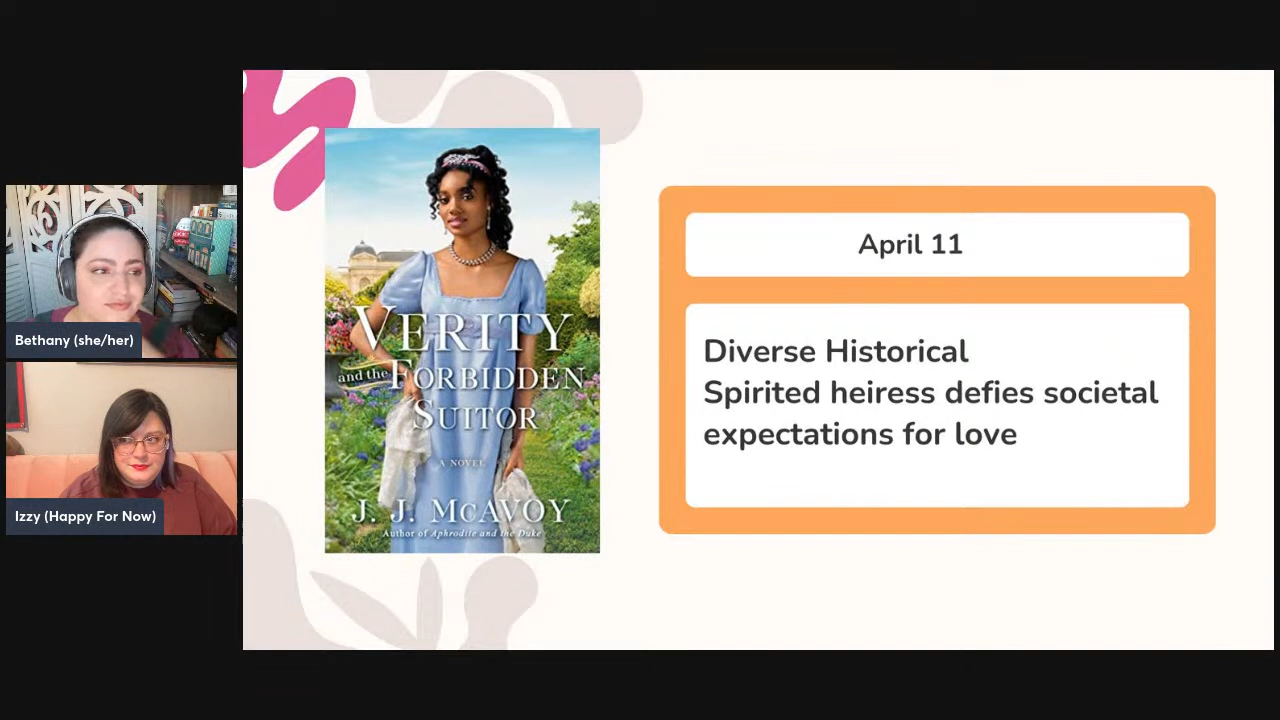 Bethany (she/her)
Izzy (Happy For Now)
VERITY
and the FORBIDDEN
SUITOR
A NOVEL
J. J. McAVOY
Author of Aphrodite and the Duke
April 11
Diverse Historical
Spirited heiress defies societal
expectations for love